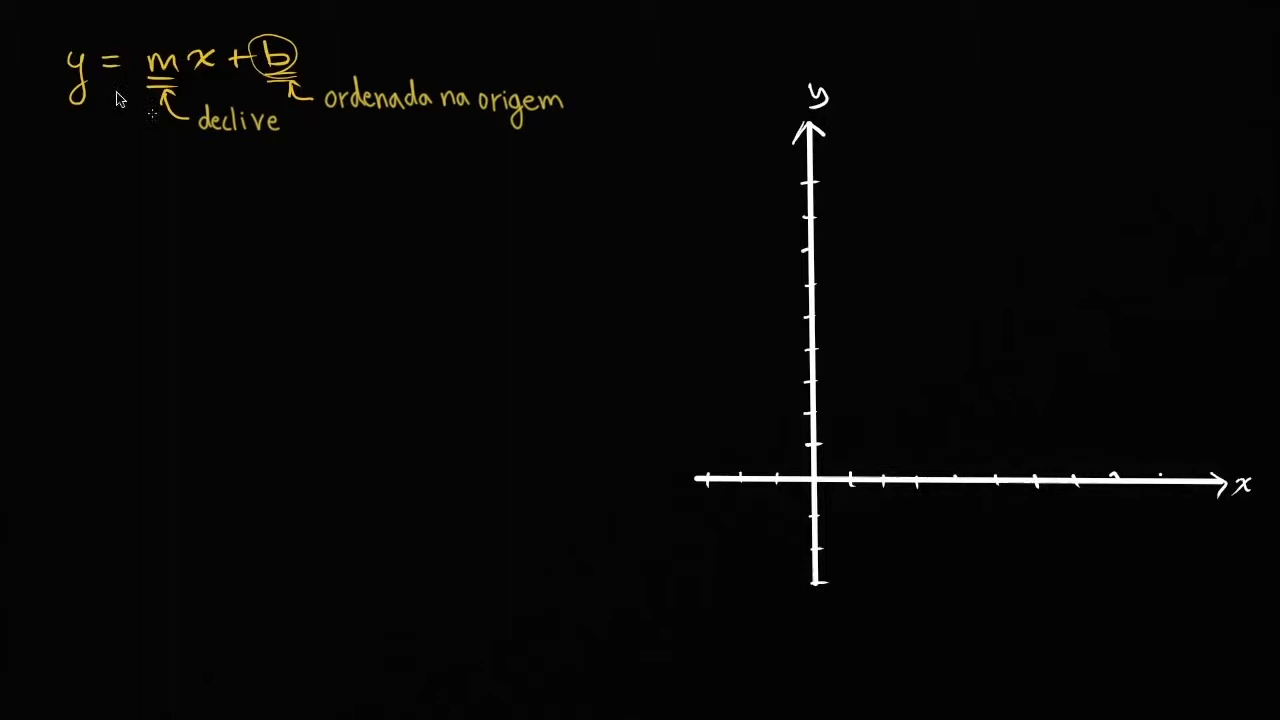 y = mx + b
ordenada na origem
declive
y
x